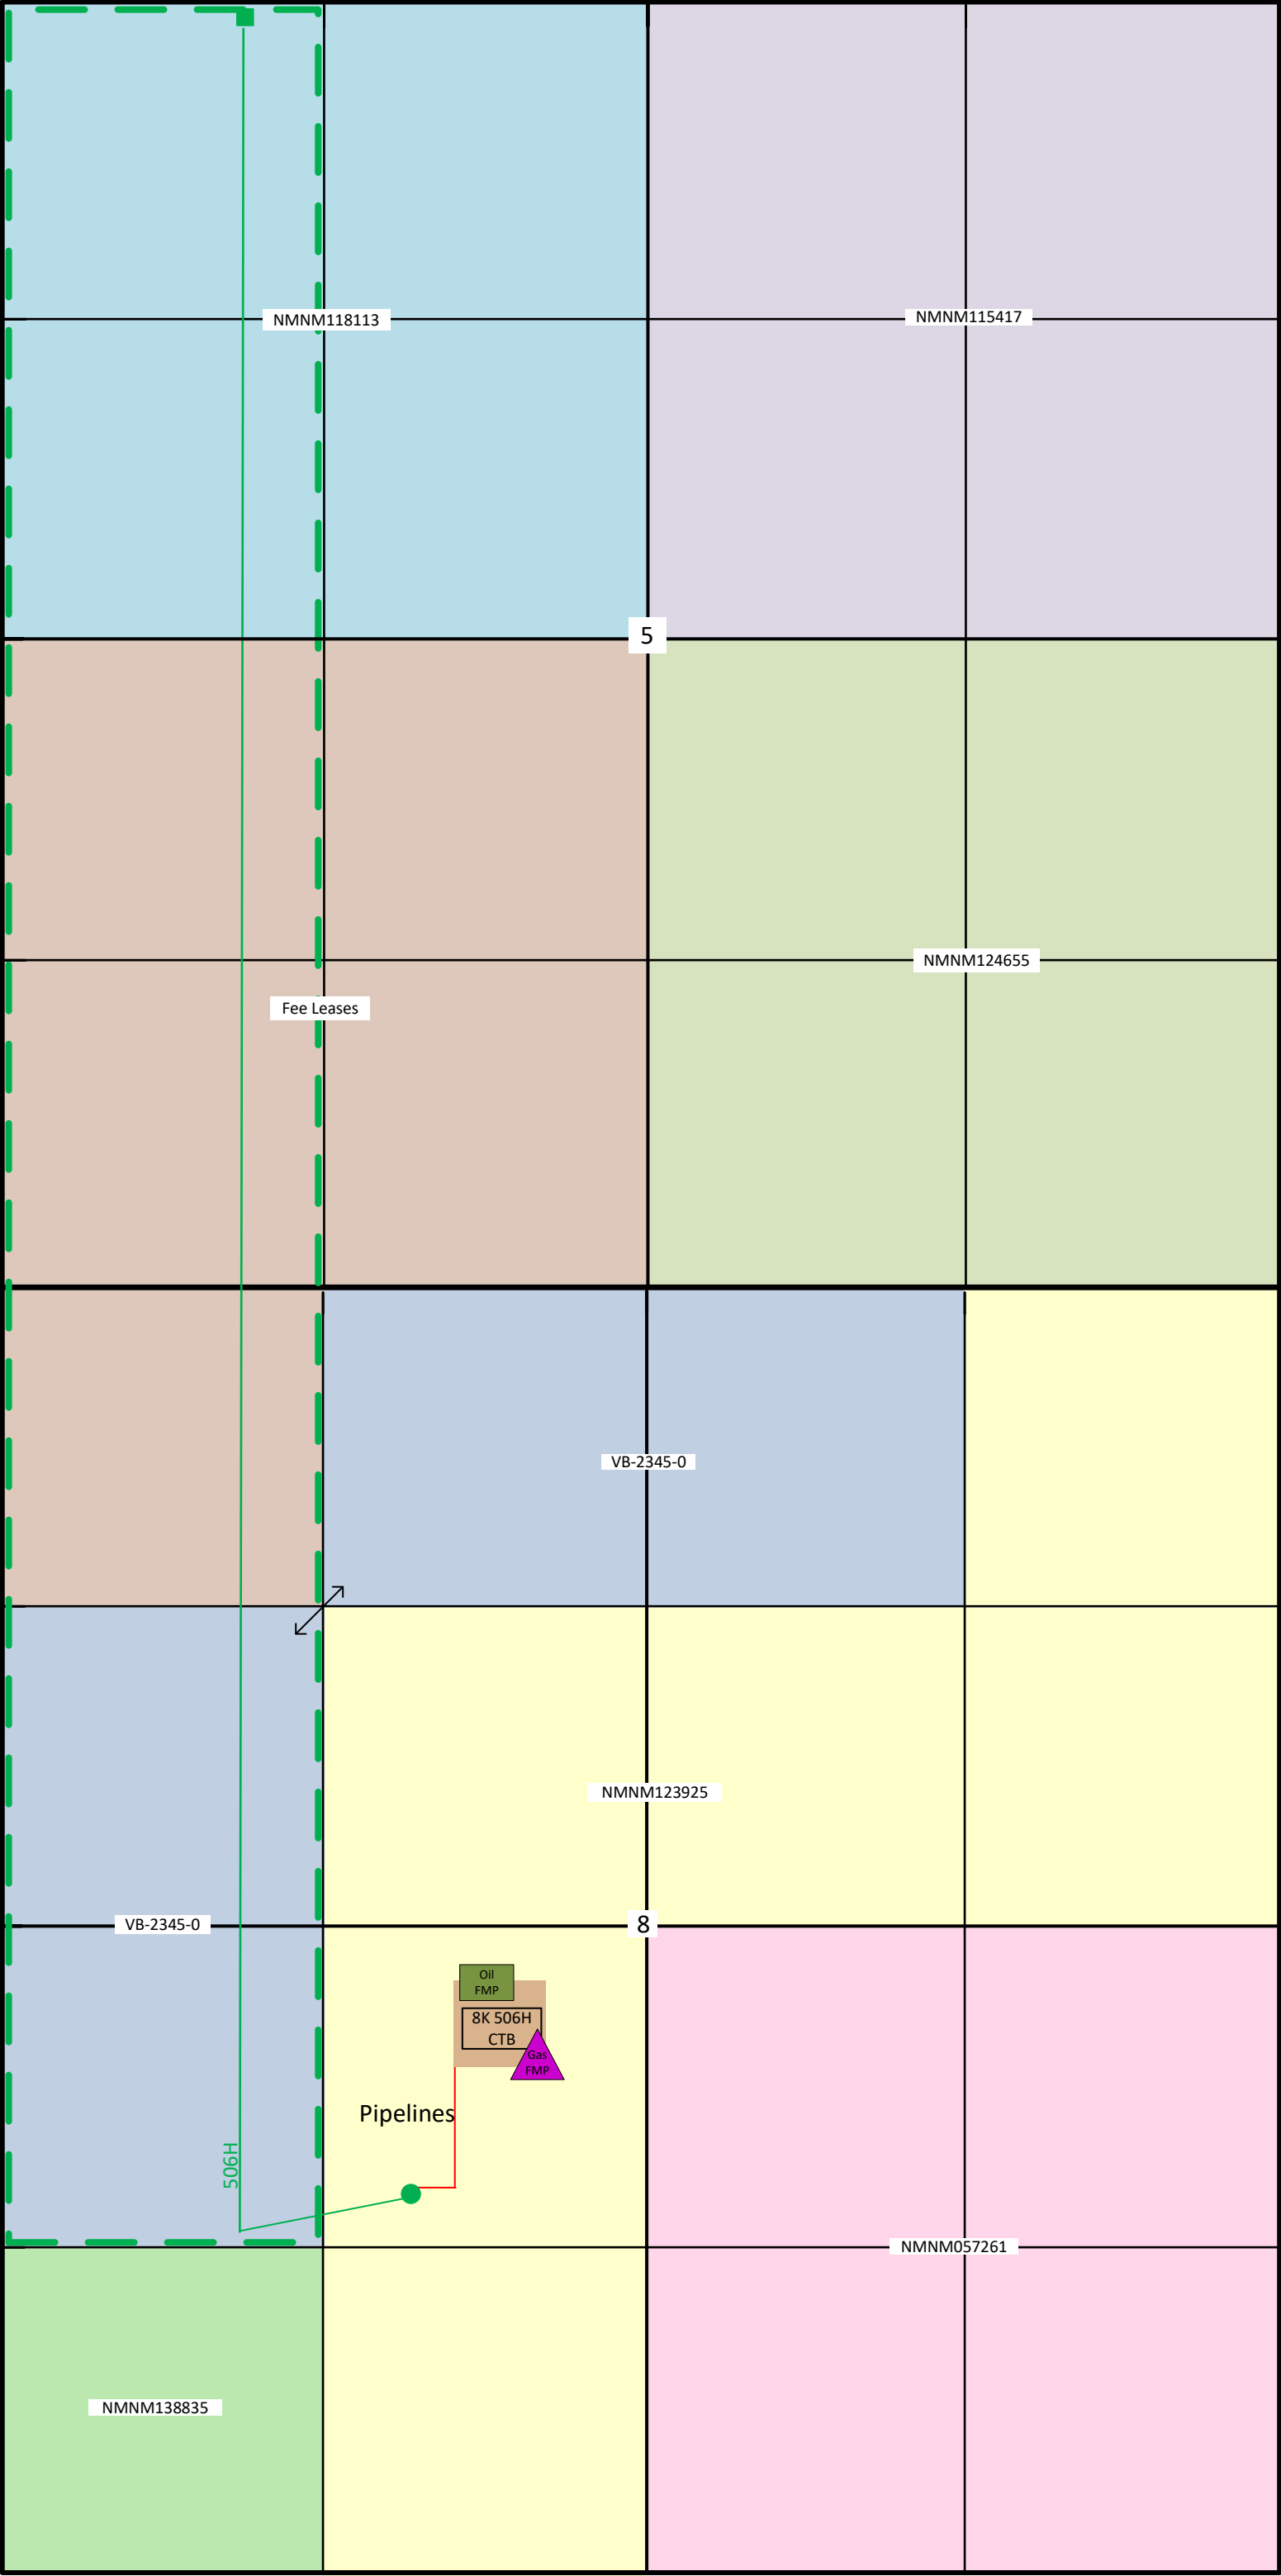 NMNM118113
NMNM115417
5
NMNM124655
Fee Leases
VB-2345-0
NMNM123925
VB-2345-0
8
Oil
FMP
8K 506H
CTB
Gas
FMP
Pipelines
506H
NMNM057261
NMNM138835